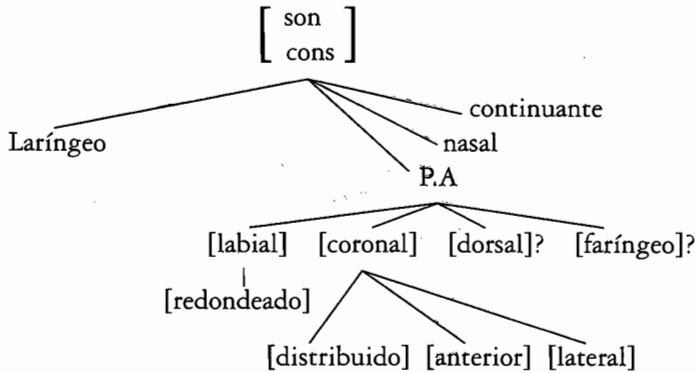 son
cons
continuante
Laríngeo
nasal
P.A
[labial] [coronal] [dorsal]? [faríngeo]?
[redondeado]
[distribuido] [anterior] [lateral]